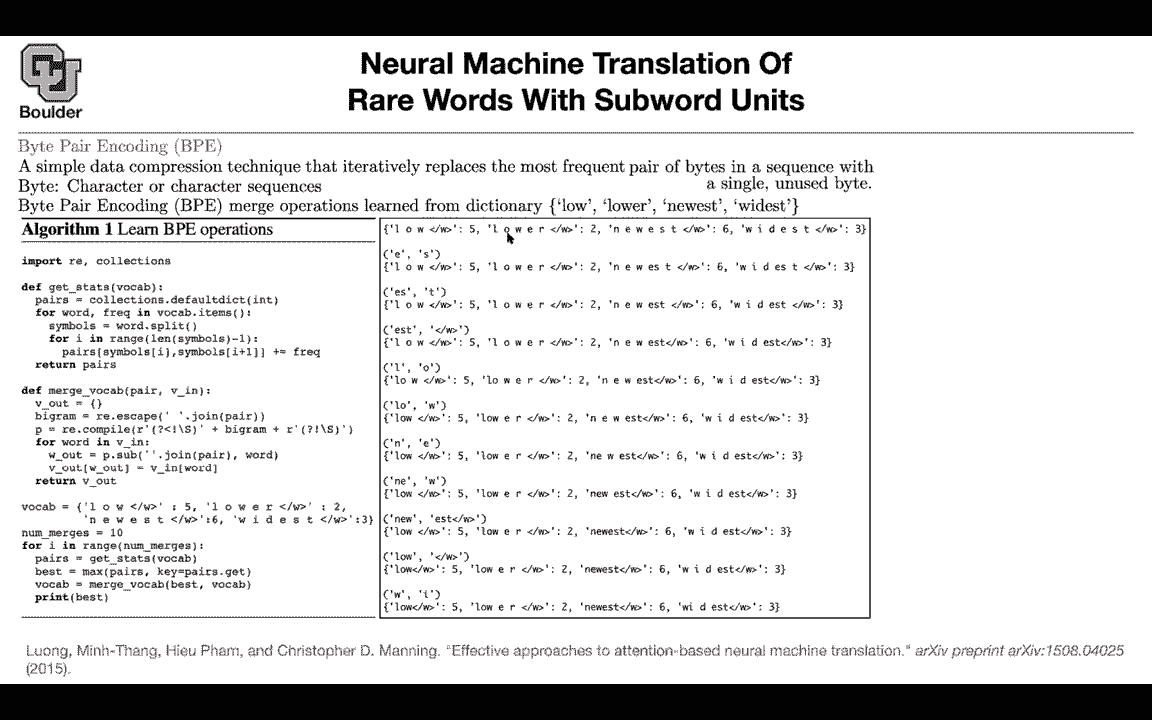 Boulder
Neural Machine Translation Of
Rare Words With Subword Units
Byte Pair Encoding (BPE)
A simple data compression technique that iteratively replaces the most frequent pair of bytes in a sequence with
a single, unused byte.
Byte: Character or character sequences
Byte Pair Encoding (BPE) merge operations learned from dictionary {‘low’, ‘lower’, ‘newest’, ‘widest’}
Algorithm 1 Learn BPE operations
import re, collections
def get_stats(vocab):
pairs = collections.defaultdict(int)
for word, freq in vocab.items():
symbols = word.split()
for i in range(len(symbols)-1):
pairs[symbols[i],symbols[i+1]] += freq
return pairs
def merge_vocab(pair, v_in):
v_out = {}
bigram = re.escape(' '.join(pair))
p = re.compile(r'(?<!\S)' + bigram + r'(?!\S)')
for word in v_in:
w_out = p.sub(''.join(pair), word)
v_out[w_out] = v_in[word]
return v_out
vocab = {'l o w </w>' : 5, 'l o w e r </w>' : 2,
'n e w e s t </w>':6, 'w i d e s t </w>':3}
num_merges = 10
for i in range(num_merges):
pairs = get_stats(vocab)
best = max(pairs, key=pairs.get)
vocab = merge_vocab(best, vocab)
print(best)
{'l o w </w>': 5, 'l o w e r </w>': 2, 'n e w e s t </w>': 6, 'w i d e s t </w>': 3}
('e', 's')
{'l o w </w>': 5, 'l o w e r </w>': 2, 'n e w es t </w>': 6, 'w i d es t </w>': 3}
('es', 't')
{'l o w </w>': 5, 'l o w e r </w>': 2, 'n e w est </w>': 6, 'w i d est </w>': 3}
('est', '</w>')
{'l o w </w>': 5, 'l o w e r </w>': 2, 'n e w est</w>': 6, 'w i d est</w>': 3}
('l', 'o')
{'lo w </w>': 5, 'lo w e r </w>': 2, 'n e w est</w>': 6, 'w i d est</w>': 3}
('lo', 'w')
{'low </w>': 5, 'low e r </w>': 2, 'n e w est</w>': 6, 'w i d est</w>': 3}
('n', 'e')
{'low </w>': 5, 'low e r </w>': 2, 'ne w est</w>': 6, 'w i d est</w>': 3}
('ne', 'w')
{'low </w>': 5, 'low e r </w>': 2, 'new est</w>': 6, 'w i d est</w>': 3}
('new', 'est</w>')
{'low </w>': 5, 'low e r </w>': 2, 'newest</w>': 6, 'w i d est</w>': 3}
('low', '</w>')
{'low</w>': 5, 'low e r </w>': 2, 'newest</w>': 6, 'w i d est</w>': 3}
('w', 'i')
{'low</w>': 5, 'low e r </w>': 2, 'newest</w>': 6, 'wi d est</w>': 3}
Luong, Minh-Thang, Hieu Pham, and Christopher D. Manning. "Effective approaches to attention-based neural machine translation." arXiv preprint arXiv:1508.04025
(2015).